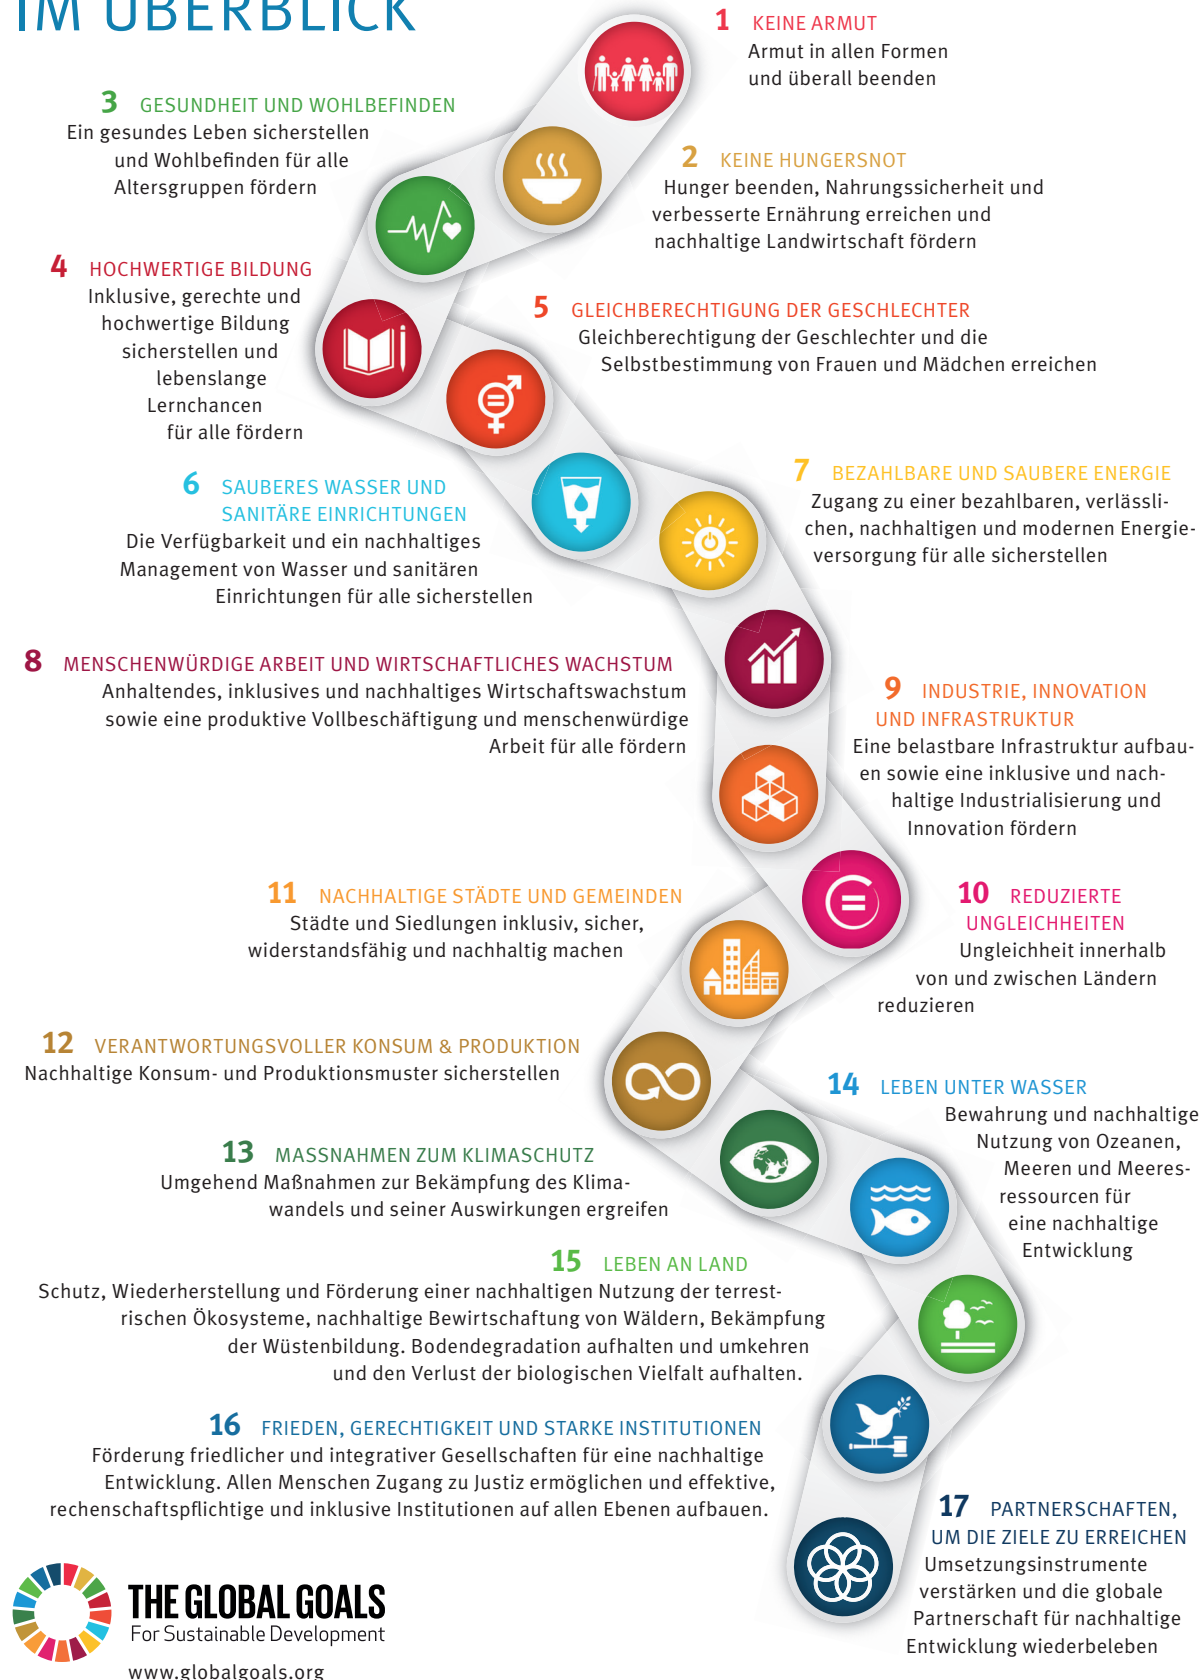 IM ÜBERBLICK
1 KEINE ARMUT
Armut in allen Formen
und überall beenden
2 KEINE HUNGERSNOT
Hunger beenden, Nahrungssicherheit und
verbesserte Ernährung erreichen und
nachhaltige Landwirtschaft fördern
3 GESUNDHEIT UND WOHLBEFINDEN
Ein gesundes Leben sicherstellen
und Wohlbefinden für alle
Altersgruppen fördern
4 HOCHWERTIGE BILDUNG
Inklusive, gerechte und
hochwertige Bildung
sicherstellen und
lebenslange
Lernchancen
für alle fördern
5 GLEICHBERECHTIGUNG DER GESCHLECHTER
Gleichberechtigung der Geschlechter und die
Selbstbestimmung von Frauen und Mädchen erreichen
6 SAUBERES WASSER UND
SANITÄRE EINRICHTUNGEN
Die Verfügbarkeit und ein nachhaltiges
Management von Wasser und sanitären
Einrichtungen für alle sicherstellen
7 BEZAHLBARE UND SAUBERE ENERGIE
Zugang zu einer bezahlbaren, verlässli-
chen, nachhaltigen und modernen Energie-
versorgung für alle sicherstellen
8 MENSCHENWÜRDIGE ARBEIT UND WIRTSCHAFTLICHES WACHSTUM
Anhaltendes, inklusives und nachhaltiges Wirtschaftswachstum
sowie eine produktive Vollbeschäftigung und menschenwürdige
Arbeit für alle fördern
9 INDUSTRIE, INNOVATION
UND INFRASTRUKTUR
Eine belastbare Infrastruktur aufbau-
en sowie eine inklusive und nach-
haltige Industrialisierung und
Innovation fördern
10 REDUZIERTE
UNGLEICHHEITEN
Ungleichheit innerhalb
von und zwischen Ländern
reduzieren
11 NACHHALTIGE STÄDTE UND GEMEINDEN
Städte und Siedlungen inklusiv, sicher,
widerstandsfähig und nachhaltig machen
12 VERANTWORTUNGSVOLLER KONSUM & PRODUKTION
Nachhaltige Konsum- und Produktionsmuster sicherstellen
13 MASSNAHMEN ZUM KLIMASCHUTZ
Umgehend Maßnahmen zur Bekämpfung des Klima-
wandels und seiner Auswirkungen ergreifen
14 LEBEN UNTER WASSER
Bewahrung und nachhaltige
Nutzung von Ozeanen,
Meeren und Meeres-
ressourcen für
eine nachhaltige
Entwicklung
15 LEBEN AN LAND
Schutz, Wiederherstellung und Förderung einer nachhaltigen Nutzung der terrest-
rischen Ökosysteme, nachhaltige Bewirtschaftung von Wäldern, Bekämpfung
der Wüstenbildung. Bodendegradation aufhalten und umkehren
und den Verlust der biologischen Vielfalt aufhalten.
16 FRIEDEN, GERECHTIGKEIT UND STARKE INSTITUTIONEN
Förderung friedlicher und integrativer Gesellschaften für eine nachhaltige
Entwicklung. Allen Menschen Zugang zu Justiz ermöglichen und effektive,
rechenschaftspflichtige und inklusive Institutionen auf allen Ebenen aufbauen.
17 PARTNERSCHAFTEN,
UM DIE ZIELE ZU ERREICHEN
Umsetzungsinstrumente
verstärken und die globale
Partnerschaft für nachhaltige
Entwicklung wiederbeleben
THE GLOBAL GOALS
For Sustainable Development
www.globalgoals.org